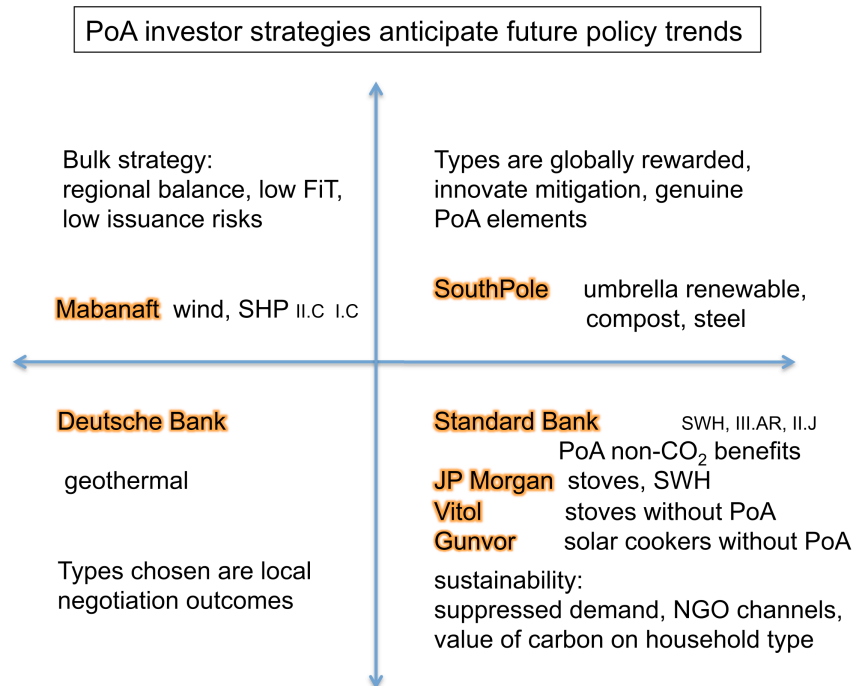 PoA investor strategies anticipate future policy trends
Bulk strategy:
regional balance, low FiT,
low issuance risks
Mabanaft wind, SHP II.C I.C
Types are globally rewarded,
innovate mitigation, genuine
PoA elements
SouthPole umbrella renewable,
compost, steel
Deutsche Bank
geothermal
Types chosen are local
negotiation outcomes
Standard Bank SWH, III.AR, II.J
PoA non-CO₂ benefits
JP Morgan stoves, SWH
Vitol stoves without PoA
Gunvor solar cookers without PoA
sustainability:
suppressed demand, NGO channels,
value of carbon on household type